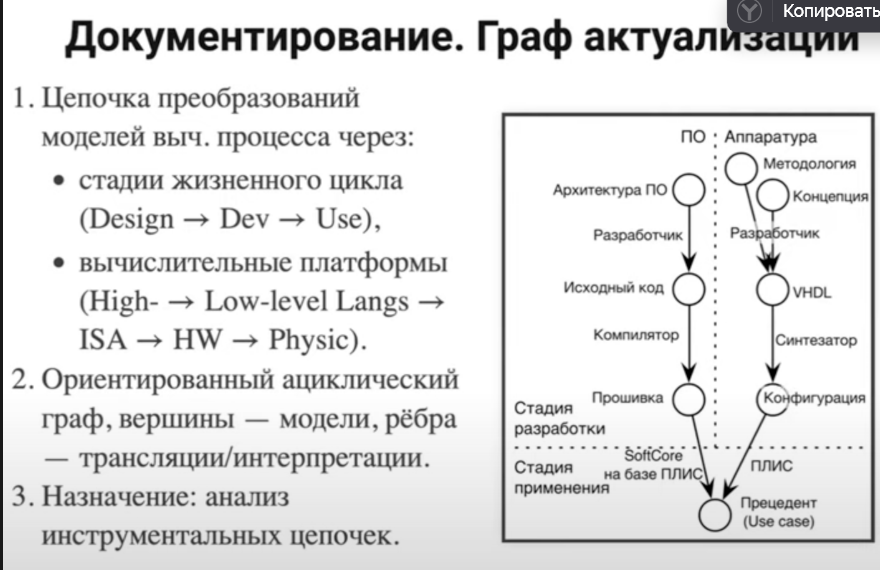 Копировать
Документирование. Граф актуализации
1. Цепочка преобразований
моделей выч. процесса через:
• стадии жизненного цикла
(Design → Dev → Use),
• вычислительные платформы
(High- → Low-level Langs →
ISA → HW → Physic).
2. Ориентированный ациклический
граф, вершины — модели, рёбра
— трансляции/интерпретации.
3. Назначение: анализ
инструментальных цепочек.
ПО Аппаратура
Методология
Архитектура ПО
Концепция
Разработчик
Разработчик
Исходный код
VHDL
Компилятор
Синтезатор
Прошивка
Конфигурация
Стадия
разработки
SoftCore
на базе ПЛИС
ПЛИС
Стадия
применения
Прецедент
(Use case)